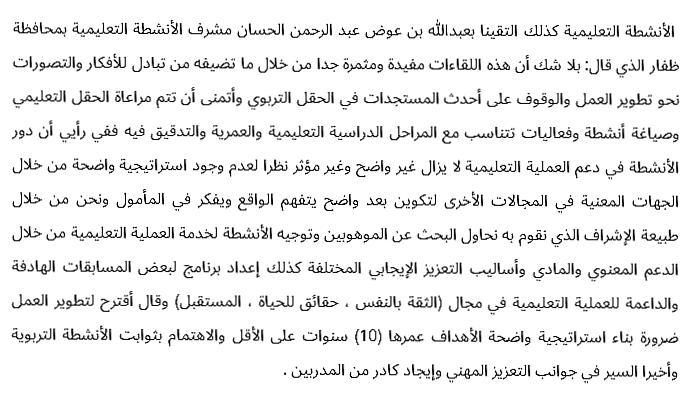 الأنشطة التعليمية كذلك التقينا بعبدالله بن عوض عبد الرحمن الحسان مشرف الأنشطة التعليمية بمحافظة
ظفار الذي قال: بلا شك أن هذه اللقاءات مفيدة ومثمرة جدا من خلال ما تضيفه من تبادل للأفكار والتصورات
نحو تطوير العمل والوقوف على أحدث المستجدات في الحقل التربوي وأتمنى أن تتم مراعاة الحقل التعليمي
وصياغة أنشطة وفعاليات تتناسب مع المراحل الدراسية التعليمية والعمرية والتدقيق فيه ففي رأيي أن دور
الأنشطة في دعم العملية التعليمية لا يزال غير واضح وغير مؤثر نظرا لعدم وجود استراتيجية واضحة من خلال
الجهات المعنية في المجالات الأخرى لتكوين بعد واضح يتفهم الواقع ويفكر في المأمول ونحن من خلال
طبيعة الإشراف الذي نقوم به نحاول البحث عن الموهوبين وتوجيه الأنشطة لخدمة العملية التعليمية من خلال
الدعم المعنوي والمادي وأساليب التعزيز الإيجابي المختلفة كذلك إعداد برنامج لبعض المسابقات الهادفة
والداعمة للعملية التعليمية في مجال (الثقة بالنفس ، حقائق للحياة ، المستقبل) وقال أقترح لتطوير العمل
ضرورة بناء استراتيجية واضحة الأهداف عمرها (10) سنوات على الأقل والاهتمام بثوابت الأنشطة التربوية
وأخيرا السير في جوانب التعزيز المهني وإيجاد كادر من المدربين .